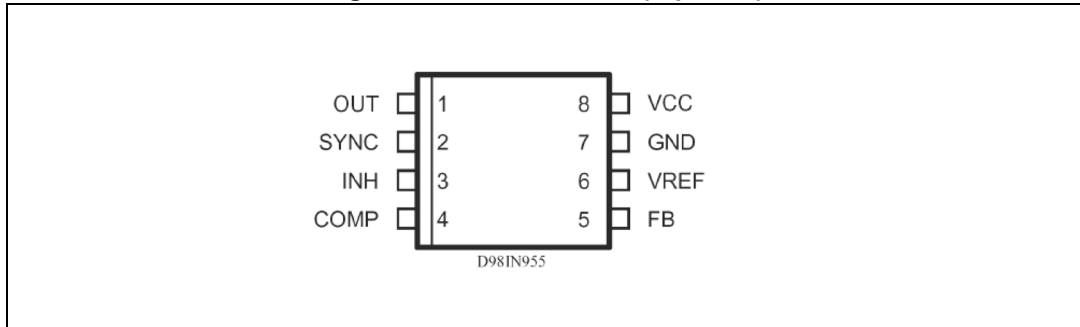 OUT 1 8 VCC
SYNC 2 7 GND
INH 3 6 VREF
COMP 4 5 FB
D98IN955